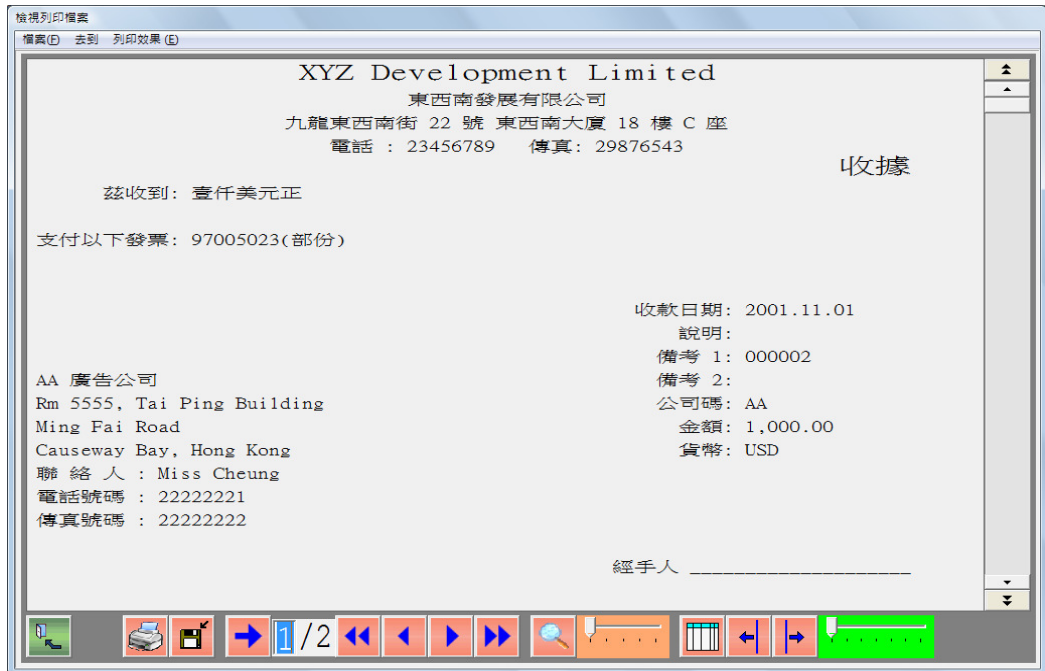 檢視列印檔案
檔案(F) 去到 列印效果(E)
XYZ Development Limited
東西南發展有限公司
九龍東西南街 22 號 東西南大廈 18 樓 C 座
電話 : 23456789 傳真: 29876543
收據
茲收到: 壹仟美元正
支付以下發票: 97005023(部份)
收款日期: 2001.11.01
說明:
備考 1: 000002
備考 2:
公司碼: AA
金額: 1,000.00
貨幣: USD
AA 廣告公司
Rm 5555, Tai Ping Building
Ming Fai Road
Causeway Bay, Hong Kong
聯 絡 人 : Miss Cheung
電話號碼 : 22222221
傳真號碼 : 22222222
經手人 ____________________
1/2